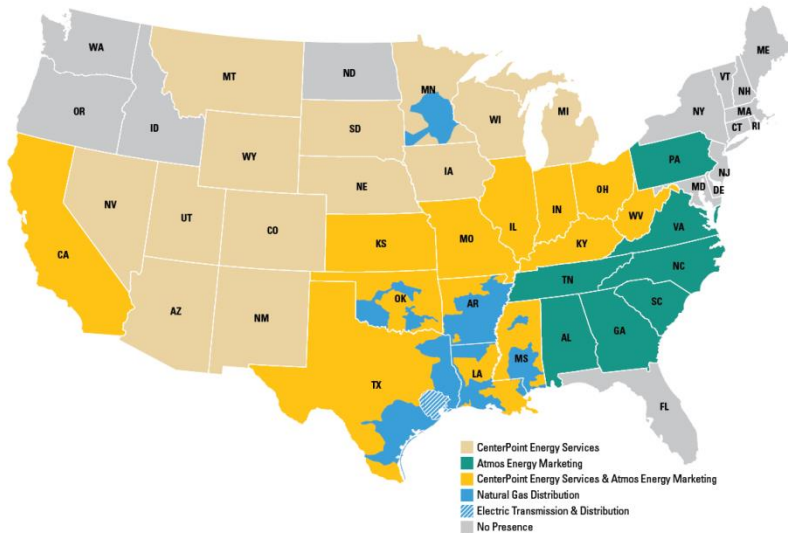 WA
MT
ND
MN
ME
VT
NH
OR
ID
SD
WI
MI
NY
MA
CT
RI
WY
PA
NJ
IA
NE
MD
DE
NV
UT
CO
IL
IN
OH
WV
VA
CA
KS
MO
KY
NC
TN
AZ
NM
OK
AR
SC
MS
AL
GA
TX
LA
FL
CenterPoint Energy Services
Atmos Energy Marketing
CenterPoint Energy Services & Atmos Energy Marketing
Natural Gas Distribution
Electric Transmission & Distribution
No Presence